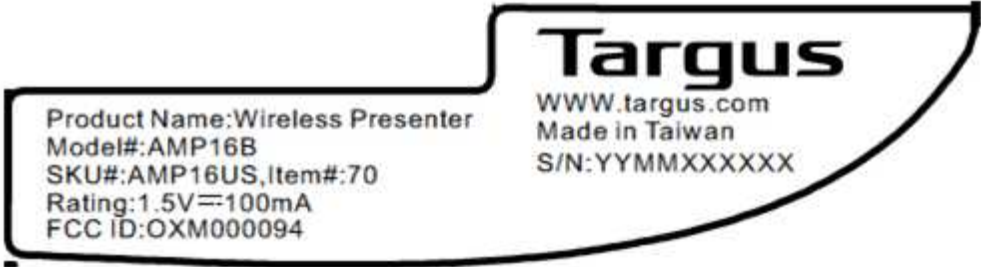 Targus
WWW.targus.com
Made in Taiwan
S/N:YYMMXXXXXX
Product Name:Wireless Presenter
Model#:AMP16B
SKU#:AMP16US,Item#:70
Rating:1.5V⎓100mA
FCC ID:OXM000094